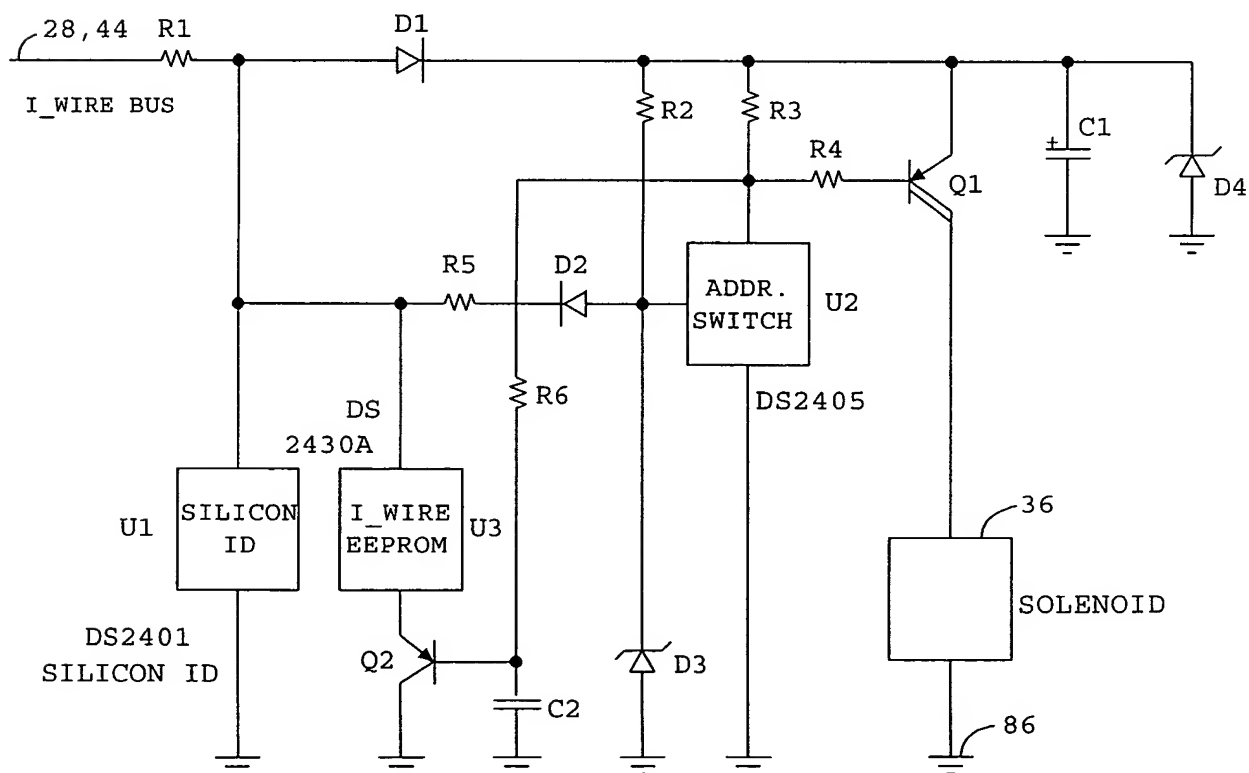 28,44 R1 D1
I_WIRE BUS
R2 R3 C1
+
R4 Q1 D4
R5 D2
ADDR.
SWITCH
U2
R6
DS2405
DS
2430A
U1
SILICON
ID
I_WIRE
EEPROM
U3
36
SOLENOID
DS2401
SILICON ID
Q2 D3
C2
86